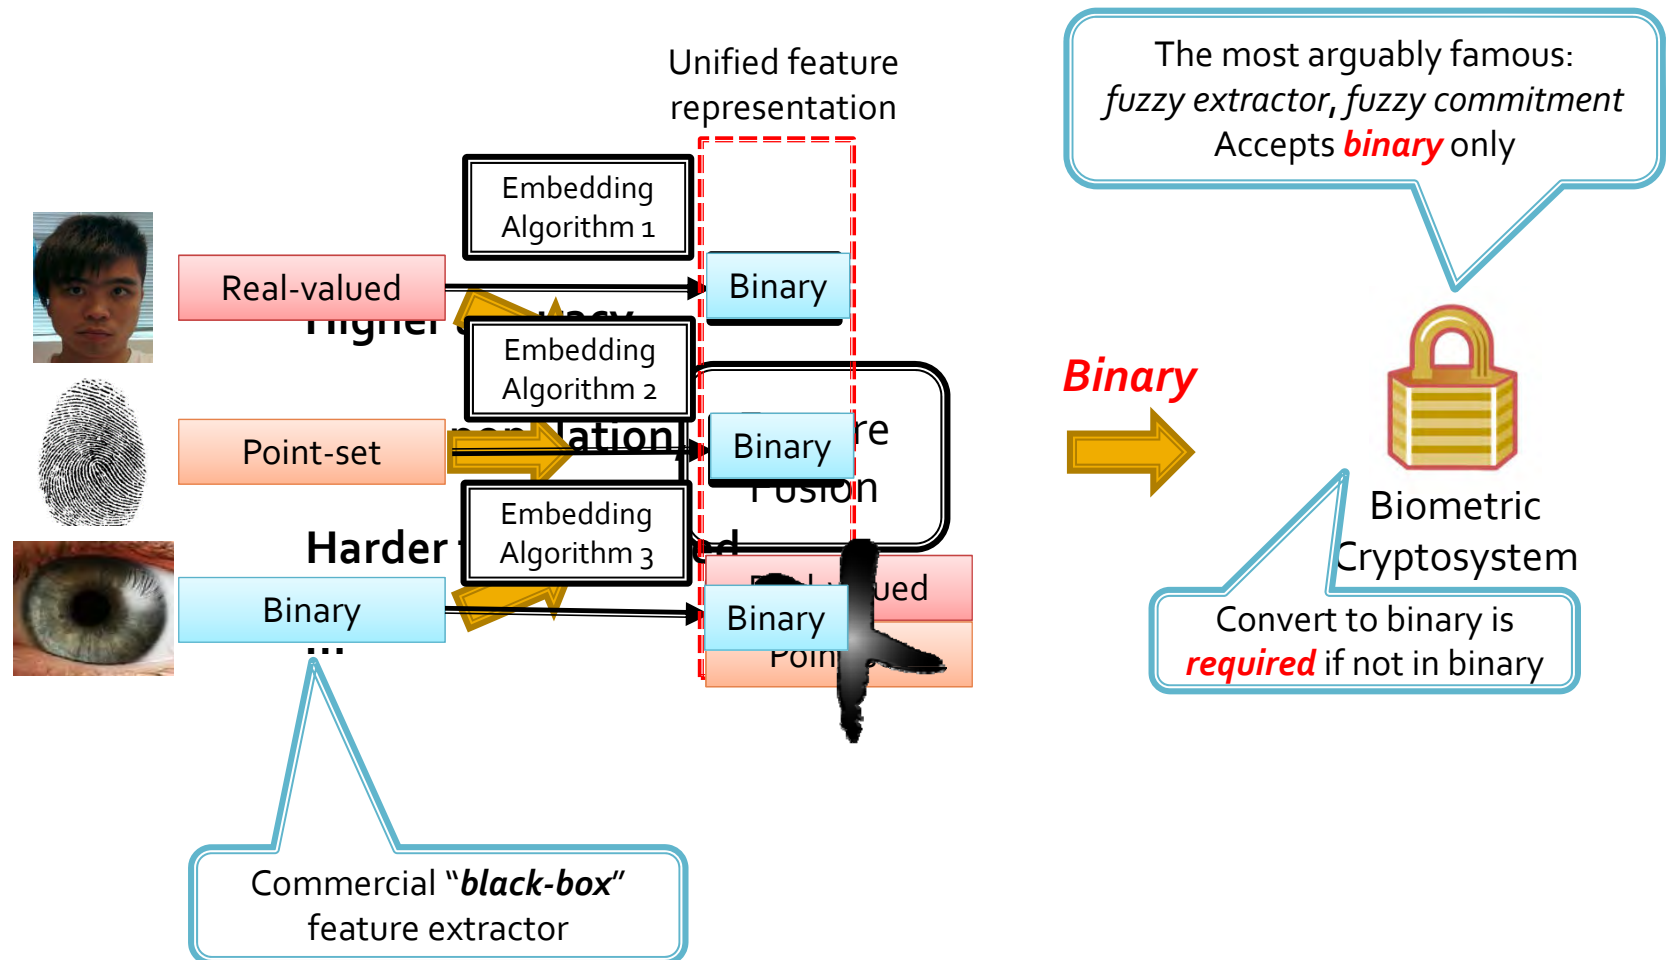 Unified feature
representation
The most arguably famous:
fuzzy extractor, fuzzy commitment
Accepts binary only
Embedding
Algorithm 1
Real-valued
Binary
Higher
Embedding
Algorithm 2
Binary
Point-set
Binary
Fusion
Embedding
Algorithm 3
Harder
Biometric
Cryptosystem
Binary
Binary
...
Convert to binary is
required if not in binary
Commercial “black-box”
feature extractor